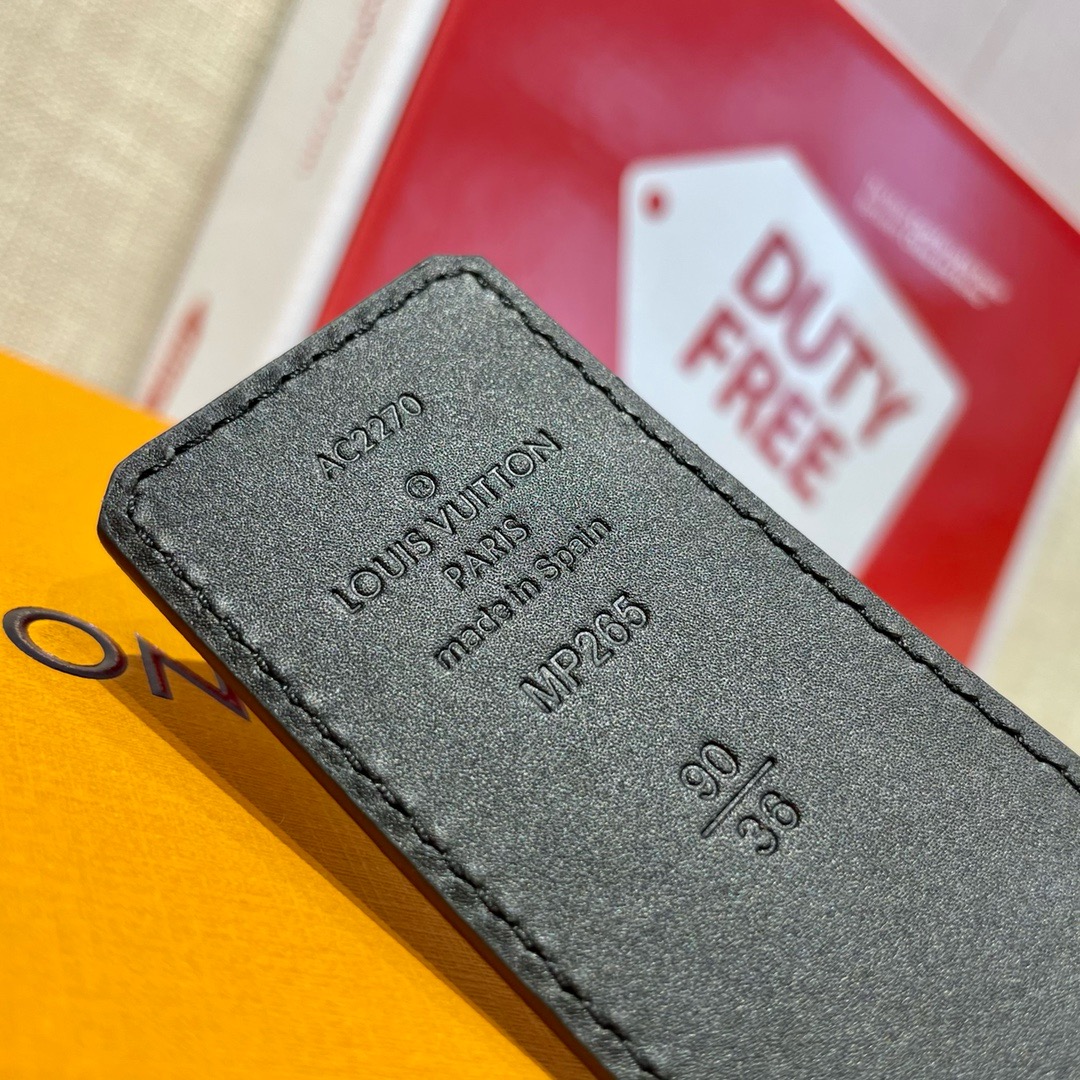 AC2270
®
LOUIS VUITTON
PARIS
made in Spain
MP265
90
36
DUTY
FREE
ON